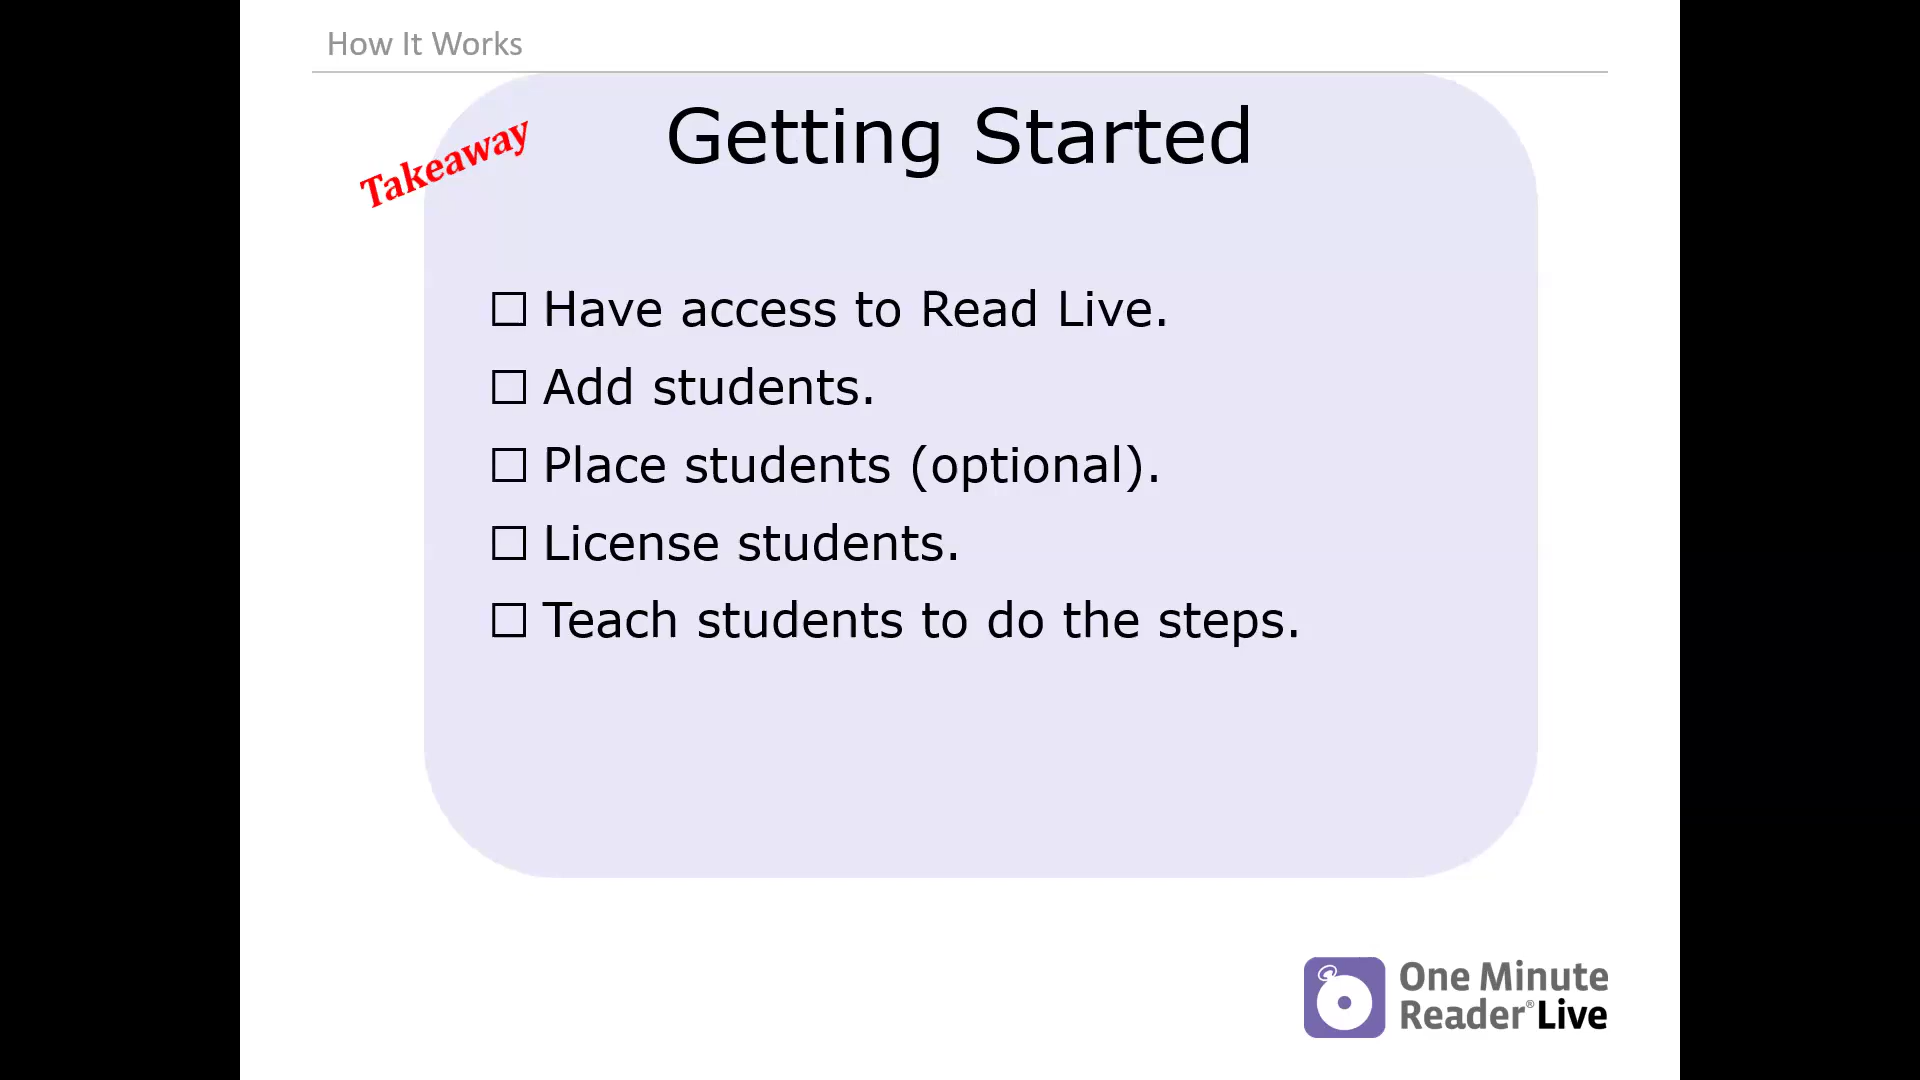 How It Works
Takeaway
Getting Started
☐ Have access to Read Live.
☐ Add students.
☐ Place students (optional).
☐ License students.
☐ Teach students to do the steps.
One Minute
Reader® Live